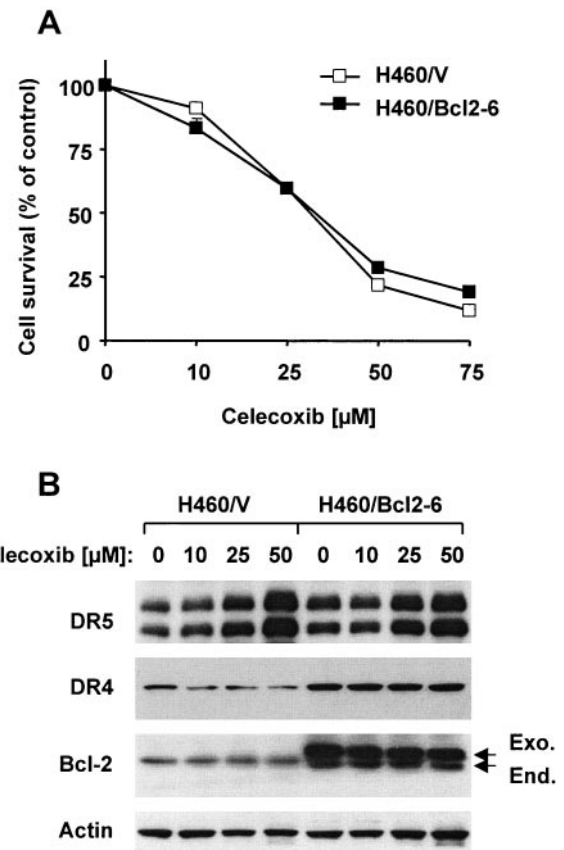 A
H460/V
H460/Bcl2-6
Cell survival (% of control)
100
75
50
25
0
0 10 25 50 75
Celecoxib [µM]
B
H460/V H460/Bcl2-6
lecoxib [µM]: 0 10 25 50 0 10 25 50
DR5
DR4
Bcl-2
Exo.
End.
Actin